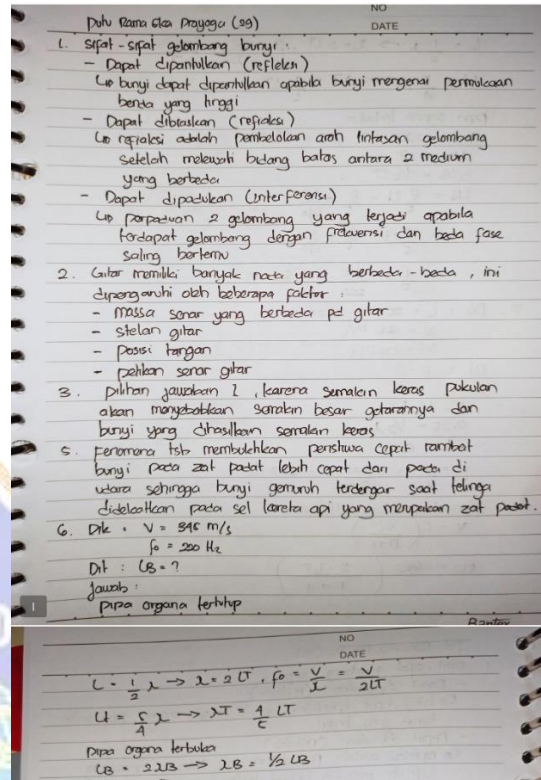 NO
Putu Rama Eka Prayoga (29)
DATE
1. Sifat-sifat gelombang bunyi :
- Dapat dipantulkan (refleksi)
↳ bunyi dapat dipantulkan apabila bunyi mengenai permukaan
benda yang tinggi
- Dapat dibiaskan (refraksi)
↳ refraksi adalah pembelokan arah lintasan gelombang
setelah melewati bidang batas antara 2 medium
yang berbeda
- Dapat dipadukan (interferensi)
↳ perpaduan 2 gelombang yang terjadi apabila
terdapat gelombang dengan frekuensi dan beda fase
saling bertemu
2. Gitar memiliki banyak nada yang berbeda-beda, ini
dipengaruhi oleh beberapa faktor :
- massa senar yang berbeda pd gitar
- stelan gitar
- posisi tangan
- petikan senar gitar
3. pilihan jawaban 2, karena semakin keras pukulan
akan menyebabkan semakin besar getarannya dan
bunyi yang dihasilkan semakin keras
5. Fenomena tsb membuktikan peristiwa cepat rambat
bunyi pada zat padat lebih cepat dari pada di
udara sehingga bunyi gemuruh terdengar saat telinga
didekatkan pada rel kereta api yang merupakan zat padat.
6. Dik : V = 345 m/s
fo = 200 Hz
Dit : LB = ?
Jawab :
pipa organa tertutup
1
NO
DATE
L = 1/2 λ → λ = 2 LT, fo = V/λ = V/2LT
Lt = 5/4 λ → λT = 4/5 LT
Pipa organa terbuka
LB = 2λB → λB = 1/2 LB